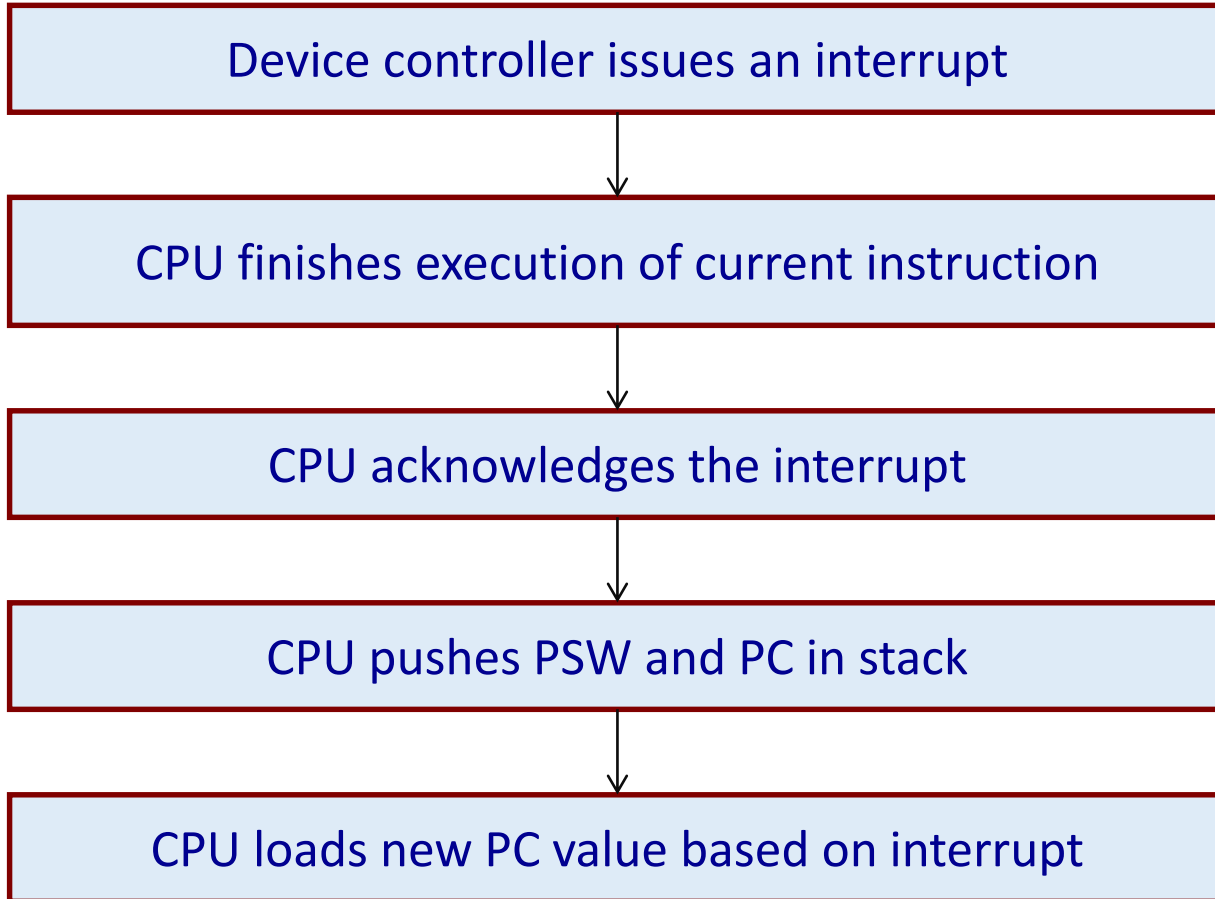 Device controller issues an interrupt
CPU finishes execution of current instruction
CPU acknowledges the interrupt
CPU pushes PSW and PC in stack
CPU loads new PC value based on interrupt